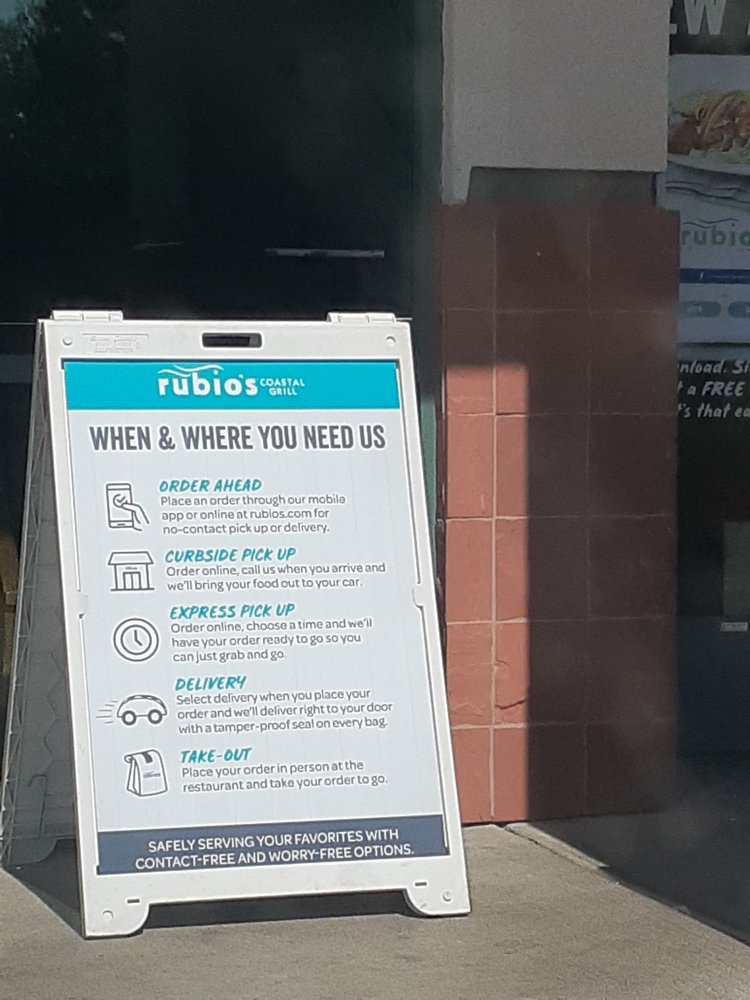 rubio's COASTAL
GRILL
WHEN & WHERE YOU NEED US
ORDER AHEAD
Place an order through our mobile
app or online at rubios.com for
no-contact pick up or delivery.
CURBSIDE PICK UP
Order online, call us when you arrive and
we'll bring your food out to your car.
EXPRESS PICK UP
Order online, choose a time and we'll
have your order ready to go so you
can just grab and go.
DELIVERY
Select delivery when you place your
order and we'll deliver right to your door
with a tamper-proof seal on every bag.
TAKE-OUT
Place your order in person at the
restaurant and take your order to go.
SAFELY SERVING YOUR FAVORITES WITH
CONTACT-FREE AND WORRY-FREE OPTIONS.
rubio
a FREE
's that ea